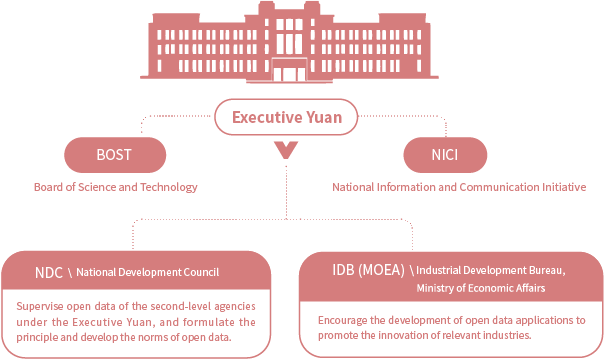 Executive Yuan
BOST
Board of Science and Technology
NICI
National Information and Communication Initiative
NDC \ National Development Council
Supervise open data of the second-level agencies
under the Executive Yuan, and formulate the
principle and develop the norms of open data.
IDB (MOEA) \ Industrial Development Bureau,
Ministry of Economic Affairs
Encourage the development of open data applications to
promote the innovation of relevant industries.